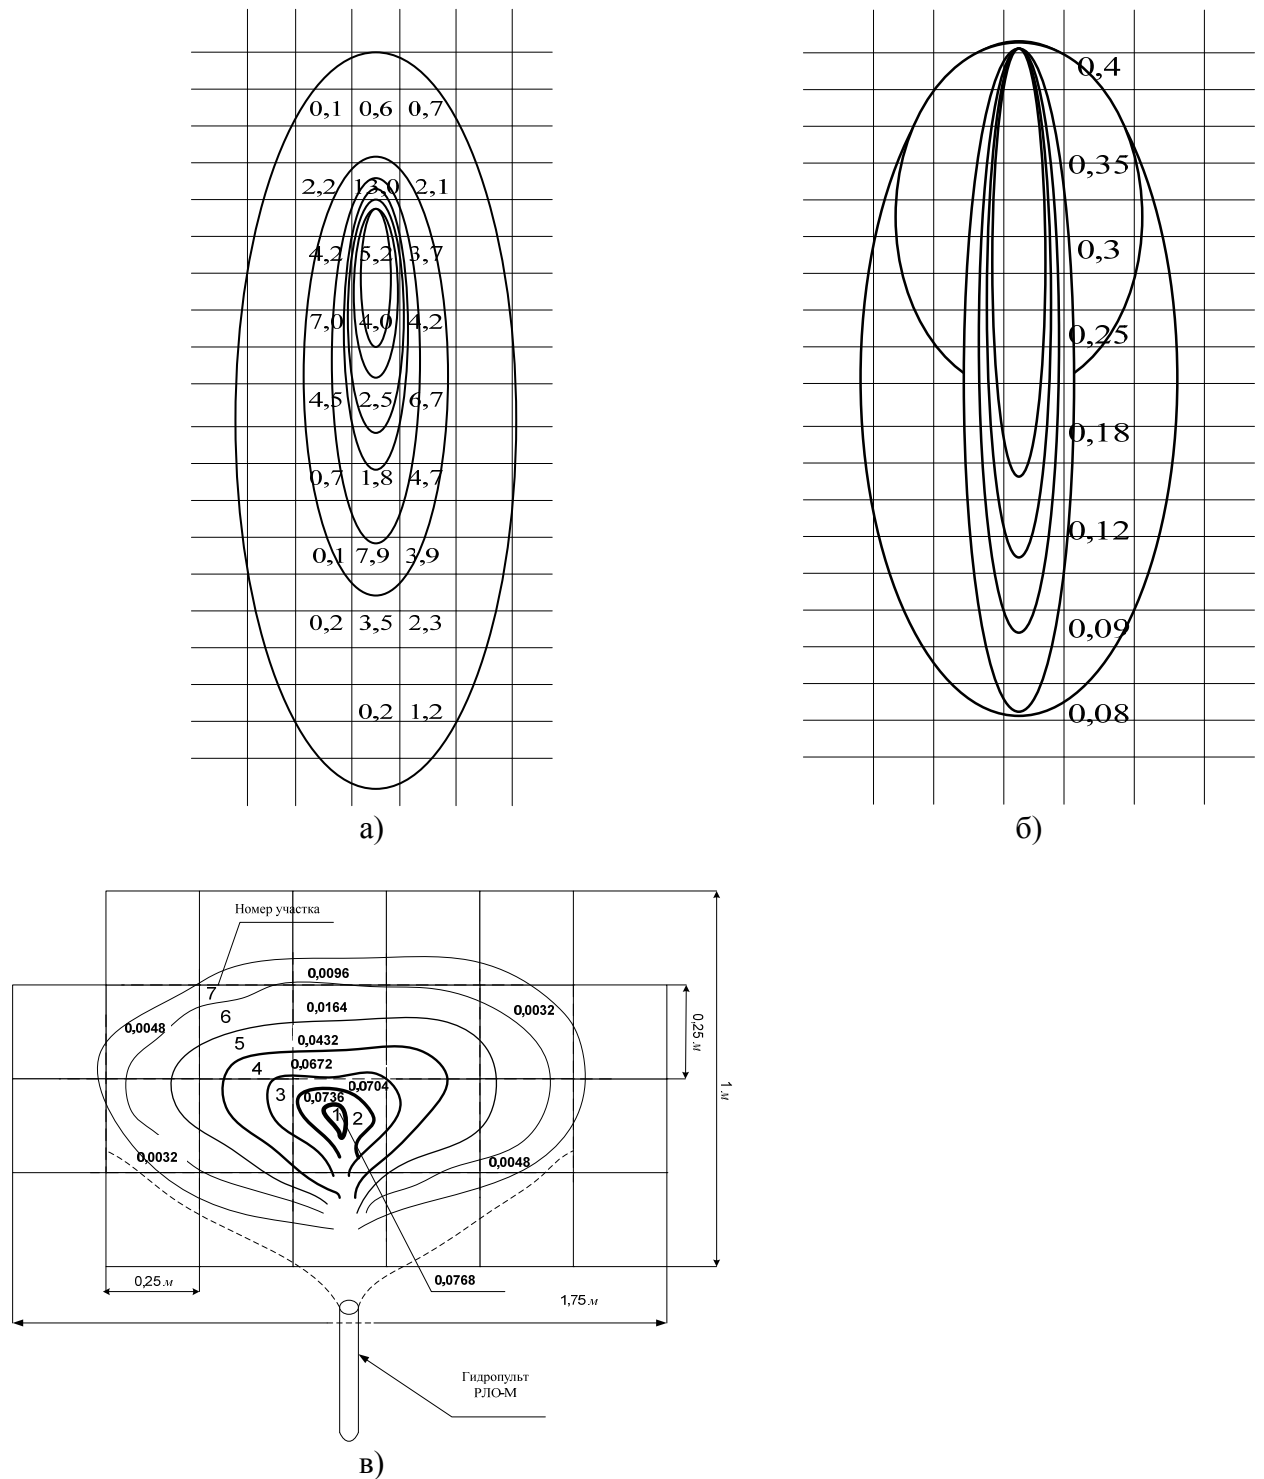 0,1 0,6 0,7
2,2 13,0 2,1
4,2 5,2 3,7
7,0 4,0 4,2
4,5 2,5 6,7
0,7 1,8 4,7
0,1 7,9 3,9
0,2 3,5 2,3
0,2 1,2
а)
0,4
0,35
0,3
0,25
0,18
0,12
0,09
0,08
б)
Номер участка
0,0096
7
0,0164
0,0032
6
0,0048
0,25 м
5
0,0432
4
0,0672
1 м
3
0,0704
0,0736
1
2
0,0032
0,0048
0,25 м
0,0768
1,75 м
Гидропульт
РЛО-М
в)